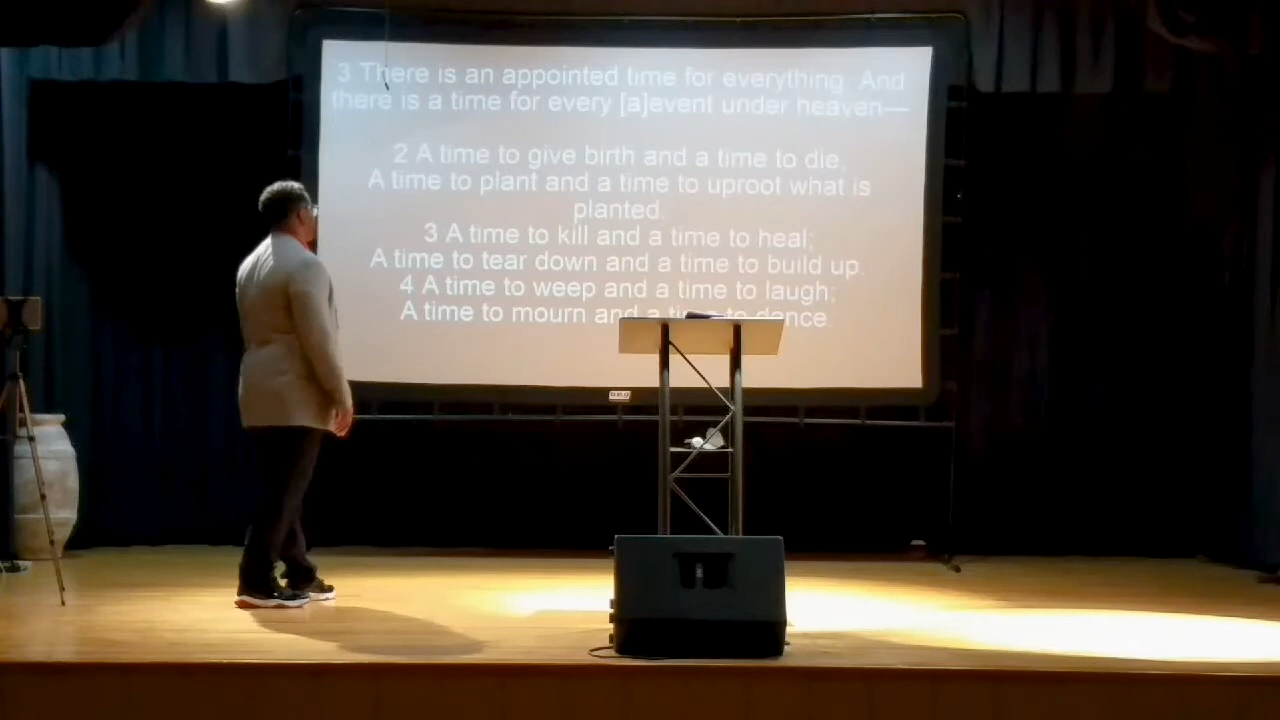 3 There is an appointed time for everything. And
there is a time for every [a]event under heaven—
2 A time to give birth and a time to die;
A time to plant and a time to uproot what is
planted.
3 A time to kill and a time to heal;
A time to tear down and a time to build up.
4 A time to weep and a time to laugh;
A time to mourn and a time to dance.